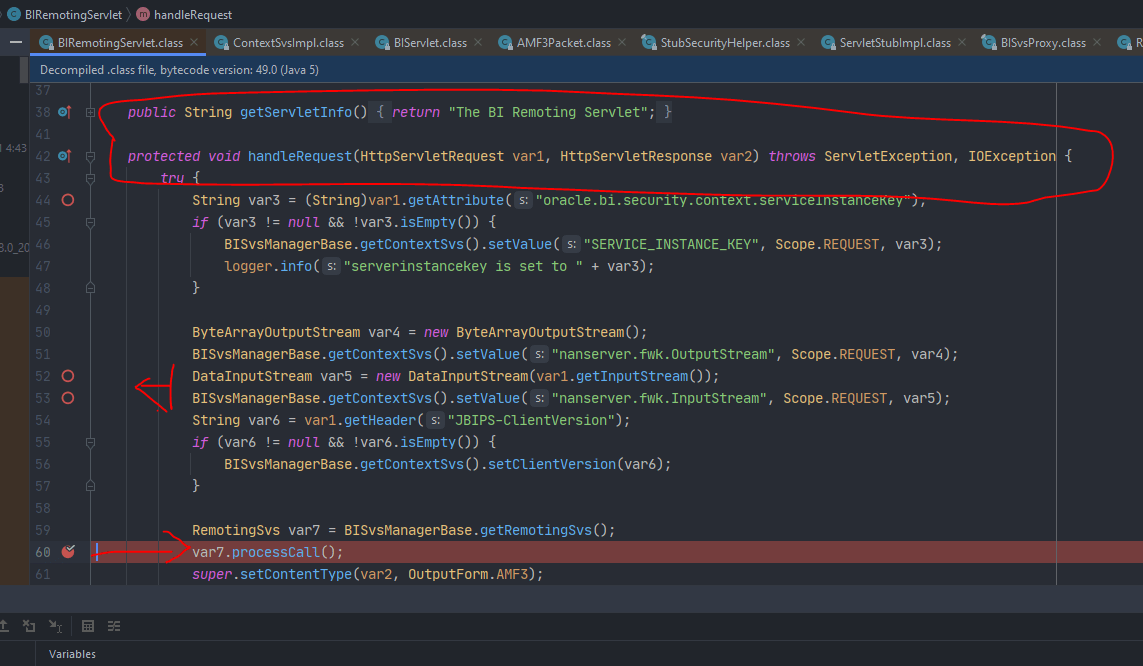 BIRemotingServlet handleRequest
BIRemotingServlet.class ContextSvsImpl.class BIServlet.class AMF3Packet.class StubSecurityHelper.class ServletStubImpl.class BISvsProxy.class R
Decompiled .class file, bytecode version: 49.0 (Java 5)
37
38 public String getServletInfo() { return "The BI Remoting Servlet"; }
41
42 protected void handleRequest(HttpServletRequest var1, HttpServletResponse var2) throws ServletException, IOException {
43 try {
44 String var3 = (String)var1.getAttribute( s: "oracle.bi.security.context.serviceInstanceKey");
45 if (var3 != null && !var3.isEmpty()) {
46 BISvsManagerBase.getContextSvs().setValue( s: "SERVICE_INSTANCE_KEY", Scope.REQUEST, var3);
47 logger.info( s: "serverinstancekey is set to " + var3);
48 }
49
50 ByteArrayOutputStream var4 = new ByteArrayOutputStream();
51 BISvsManagerBase.getContextSvs().setValue( s: "nanserver.fwk.OutputStream", Scope.REQUEST, var4);
52 DataInputStream var5 = new DataInputStream(var1.getInputStream());
53 BISvsManagerBase.getContextSvs().setValue( s: "nanserver.fwk.InputStream", Scope.REQUEST, var5);
54 String var6 = var1.getHeader( s: "JBIPS-ClientVersion");
55 if (var6 != null && !var6.isEmpty()) {
56 BISvsManagerBase.getContextSvs().setClientVersion(var6);
57 }
58
59 RemotingSvs var7 = BISvsManagerBase.getRemotingSvs();
60 var7.processCall();
61 super.setContentType(var2, OutputForm.AMF3);
4:43
8.0_20
Variables